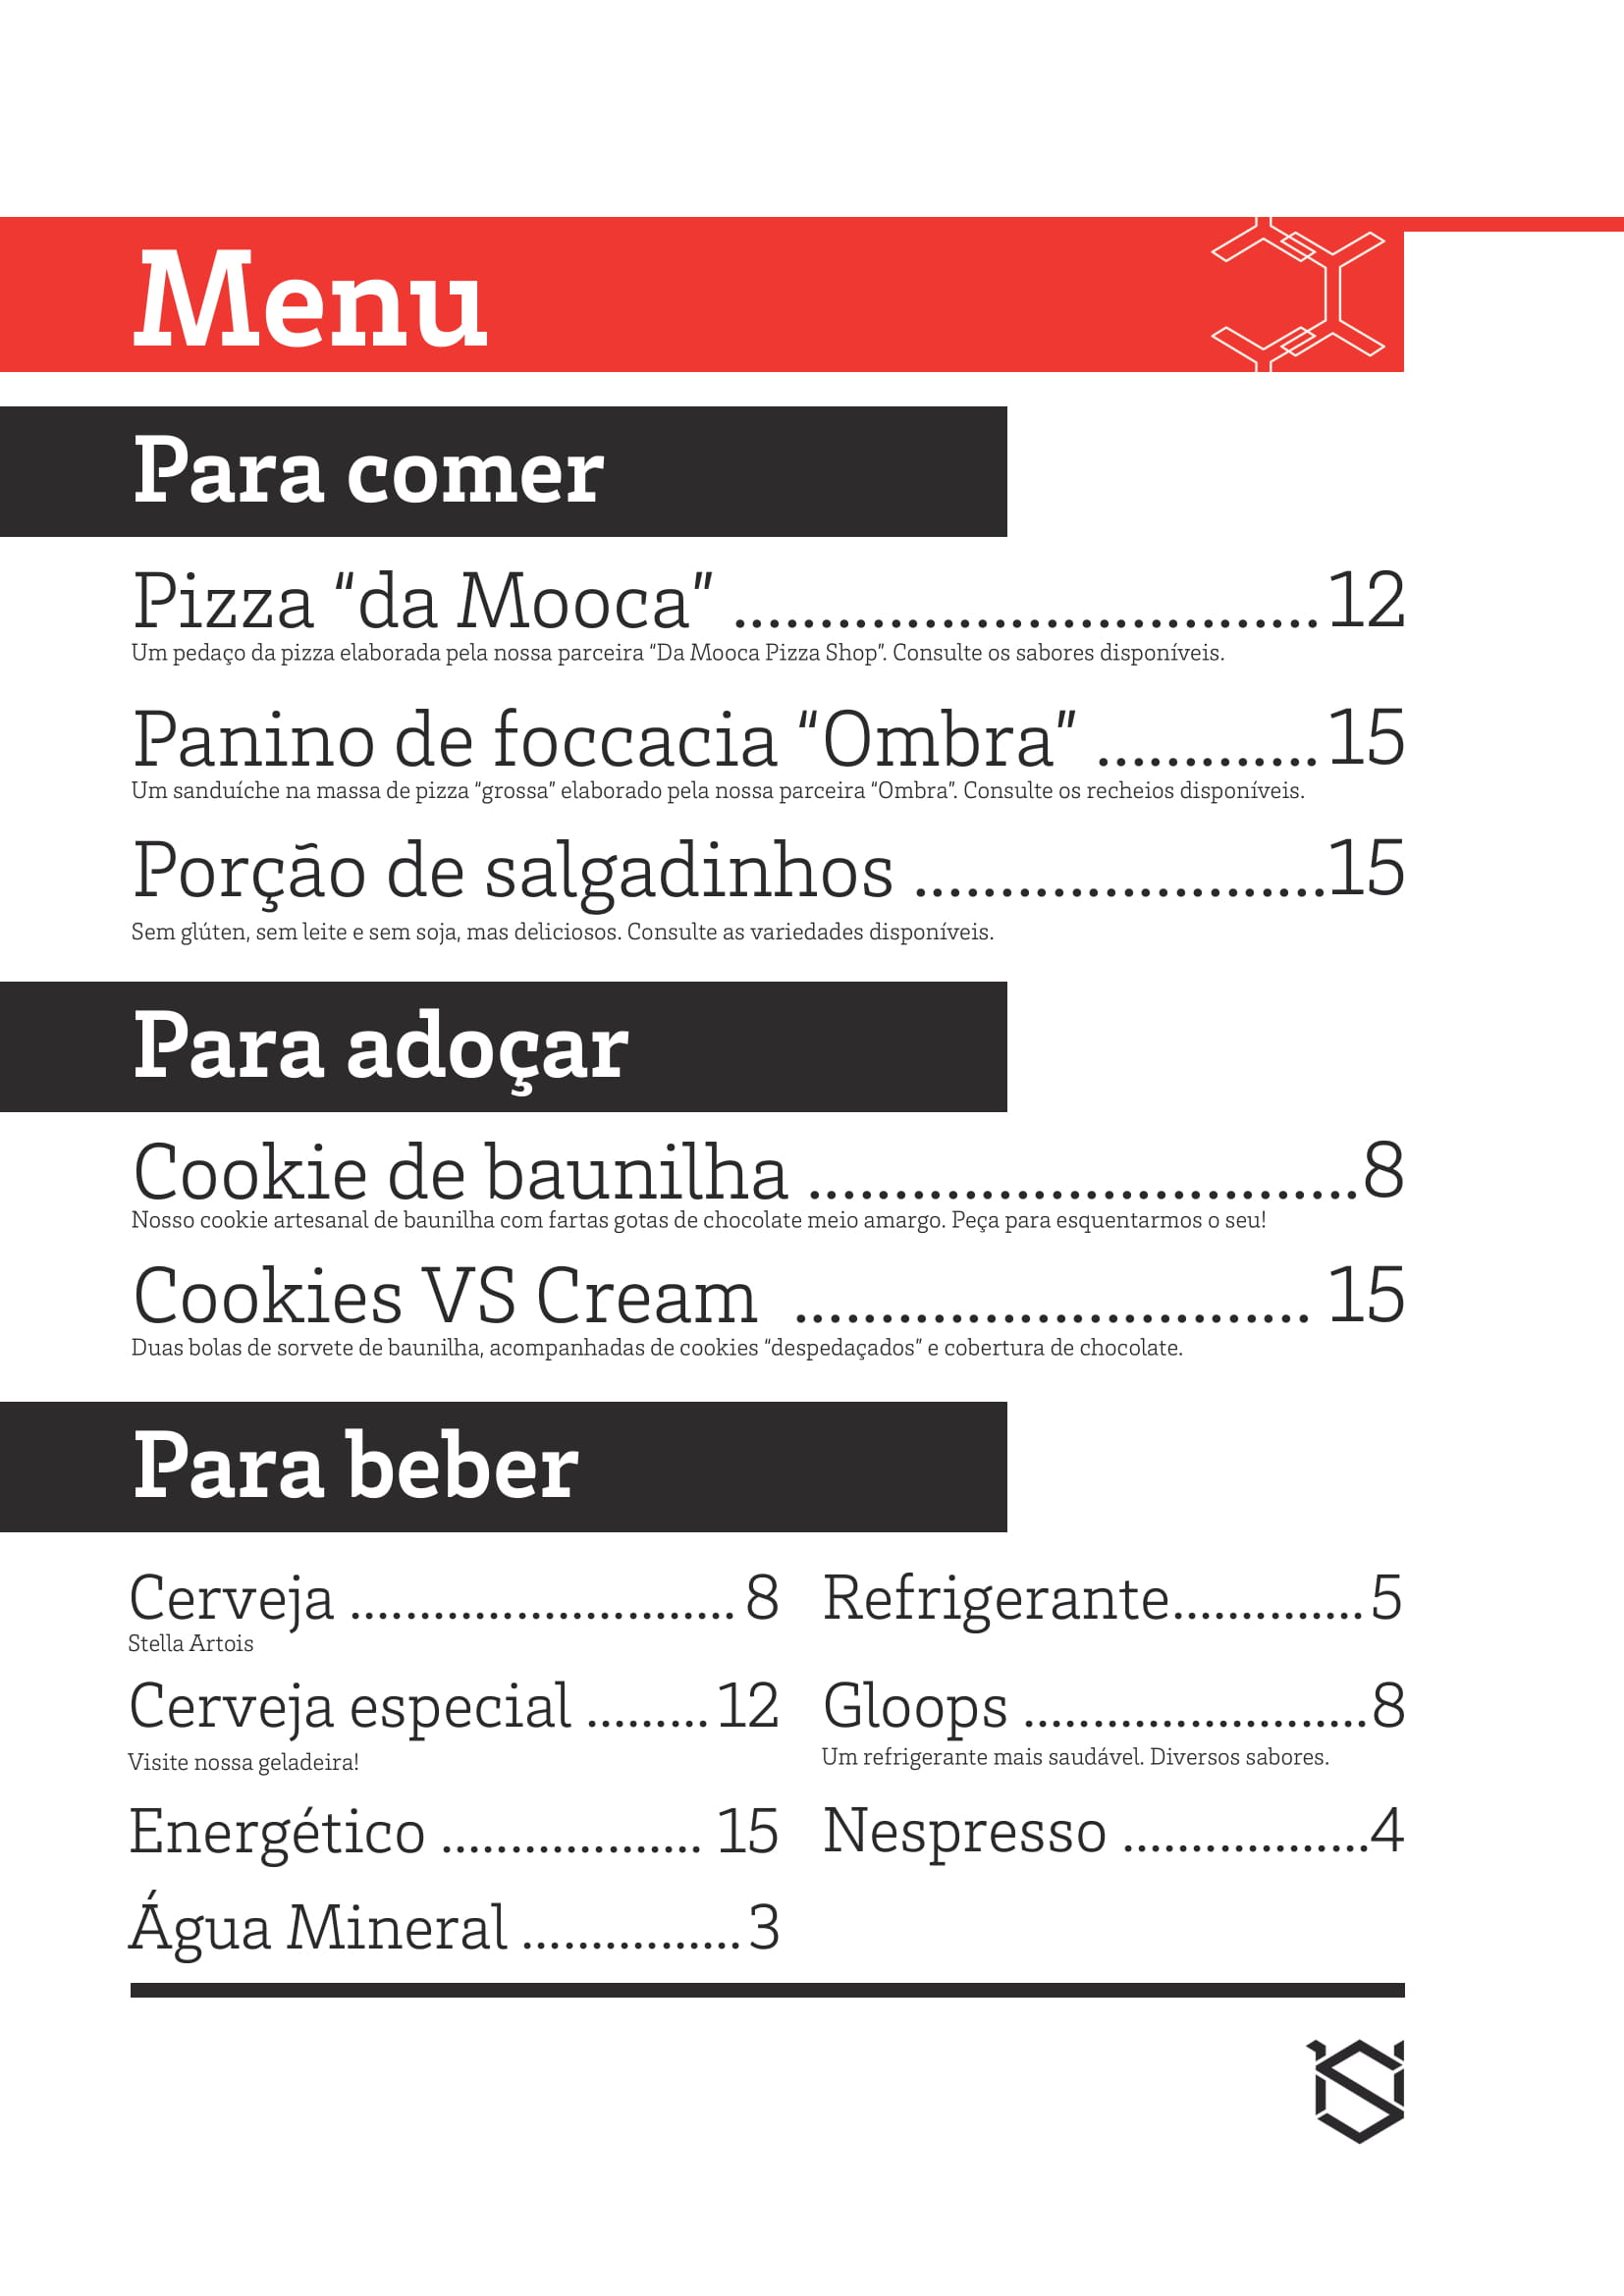 Menu
Para comer
Pizza “da Mooca” ..................................12
Um pedaço da pizza elaborada pela nossa parceira “Da Mooca Pizza Shop”. Consulte os sabores disponíveis.
Panino de foccacia “Ombra” .............15
Um sanduíche na massa de pizza “grossa” elaborado pela nossa parceira “Ombra”. Consulte os recheios disponíveis.
Porção de salgadinhos ........................15
Sem glúten, sem leite e sem soja, mas deliciosos. Consulte as variedades disponíveis.
Para adoçar
Cookie de baunilha ................................8
Nosso cookie artesanal de baunilha com fartas gotas de chocolate meio amargo. Peça para esquentarmos o seu!
Cookies VS Cream .............................. 15
Duas bolas de sorvete de baunilha, acompanhadas de cookies “despedaçados” e cobertura de chocolate.
Para beber
Cerveja ............................8
Stella Artois
Cerveja especial .........12
Visite nossa geladeira!
Energético ................... 15
Água Mineral ................3
Refrigerante..............5
Gloops .........................8
Um refrigerante mais saudável. Diversos sabores.
Nespresso ..................4